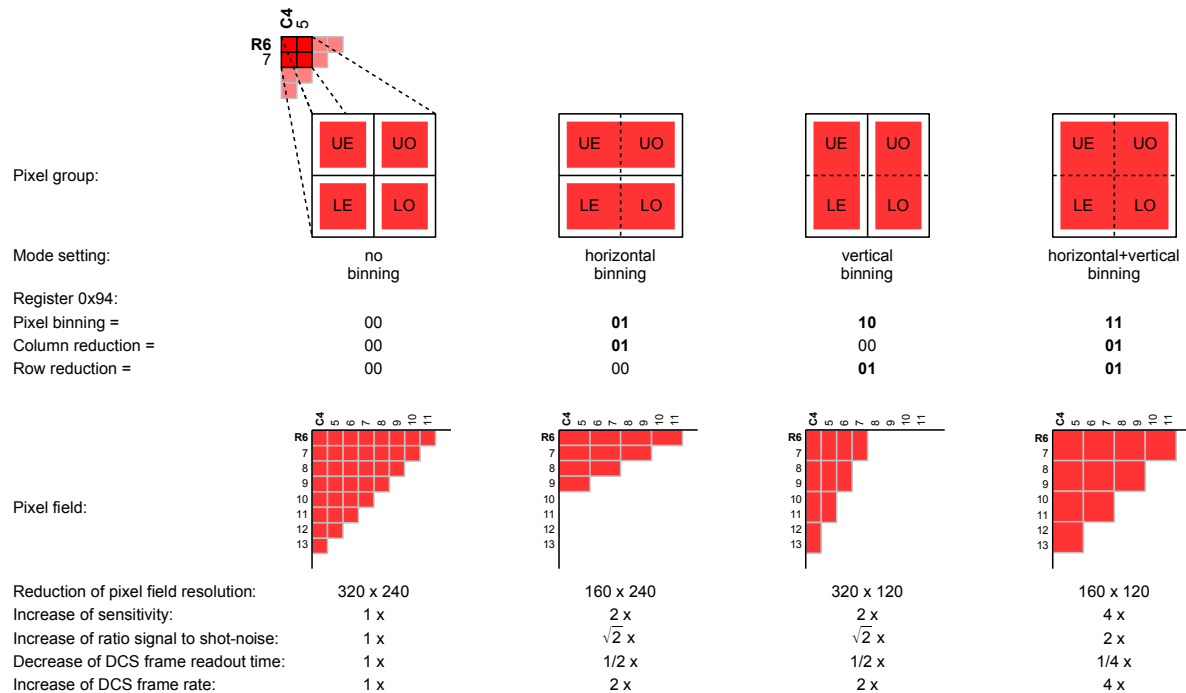 C4 5
R6
7
UE UO UE UO UE UO UE UO
Pixel group:
LE LO LE LO LE LO LE LO
Mode setting: no horizontal vertical horizontal+vertical
binning binning binning binning
Register 0x94:
Pixel binning = 00 01 10 11
Column reduction = 00 01 00 01
Row reduction = 00 00 01 01
C4 5 6 7 8 9 10 11 C4 5 6 7 8 9 10 11 C4 5 6 7 8 9 10 11 C4 5 6 7 8 9 10 11
R6 R6 R6 R6
7 7 7 7
8 8 8 8
9 9 9 9
10 10 10 10
Pixel field:
11 11 11 11
12 12 12 12
13 13 13 13
Reduction of pixel field resolution: 320 x 240 160 x 240 320 x 120 160 x 120
Increase of sensitivity: 1 x 2 x 2 x 4 x
Increase of ratio signal to shot-noise: 1 x √2 x √2 x 2 x
Decrease of DCS frame readout time: 1 x 1/2 x 1/2 x 1/4 x
Increase of DCS frame rate: 1 x 2 x 2 x 4 x